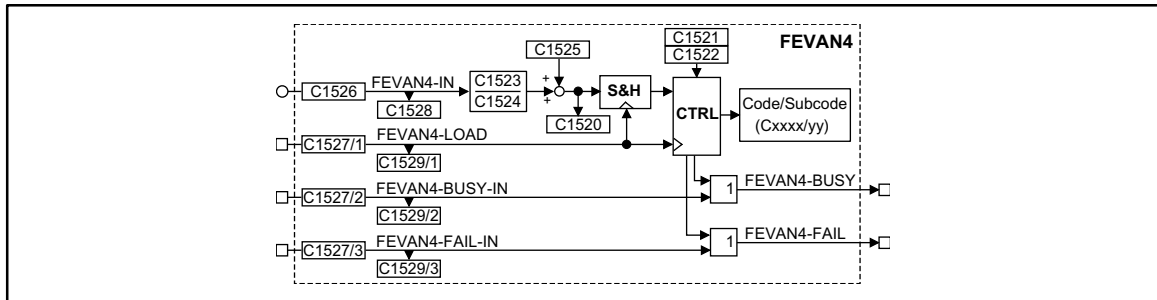 FEVAN4
C1521
C1522
C1525
C1526
FEVAN4-IN
C1528
C1523
C1524
+
+
C1520
S&H
CTRL
Code/Subcode
(Cxxxx/yy)
C1527/1
FEVAN4-LOAD
C1529/1
C1527/2
FEVAN4-BUSY-IN
C1529/2
1
FEVAN4-BUSY
C1527/3
FEVAN4-FAIL-IN
C1529/3
1
FEVAN4-FAIL